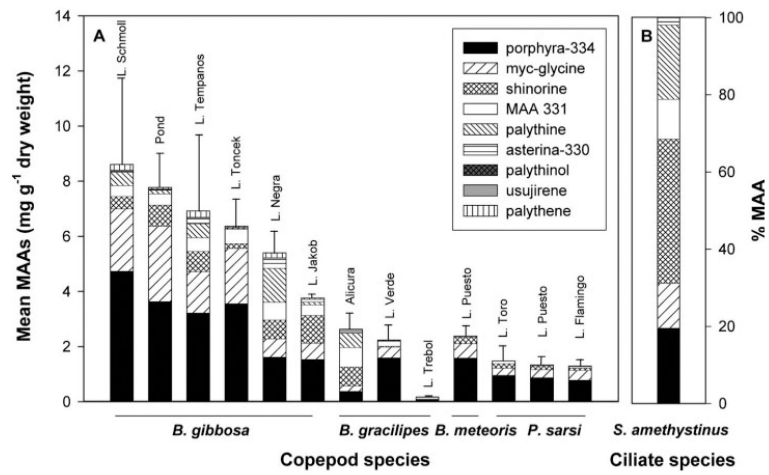 A
B
Mean MAAs (mg g⁻¹ dry weight)
14
12
10
8
6
4
2
0
L. Schmoll
Pond
L. Tempanos
L. Toncek
L. Negra
L. Jakob
Alicura
L. Verde
L. Trebol
L. Puesto
L. Toro
L. Puesto
L. Flamingo
porphyra-334
myc-glycine
shinorine
MAA 331
palythine
asterina-330
palythinol
usujirene
palythene
100
80
60
40
20
0
% MAA
B. gibbosa
B. gracilipes
B. meteoris
P. sarsi
S. amethystinus
Copepod species
Ciliate species